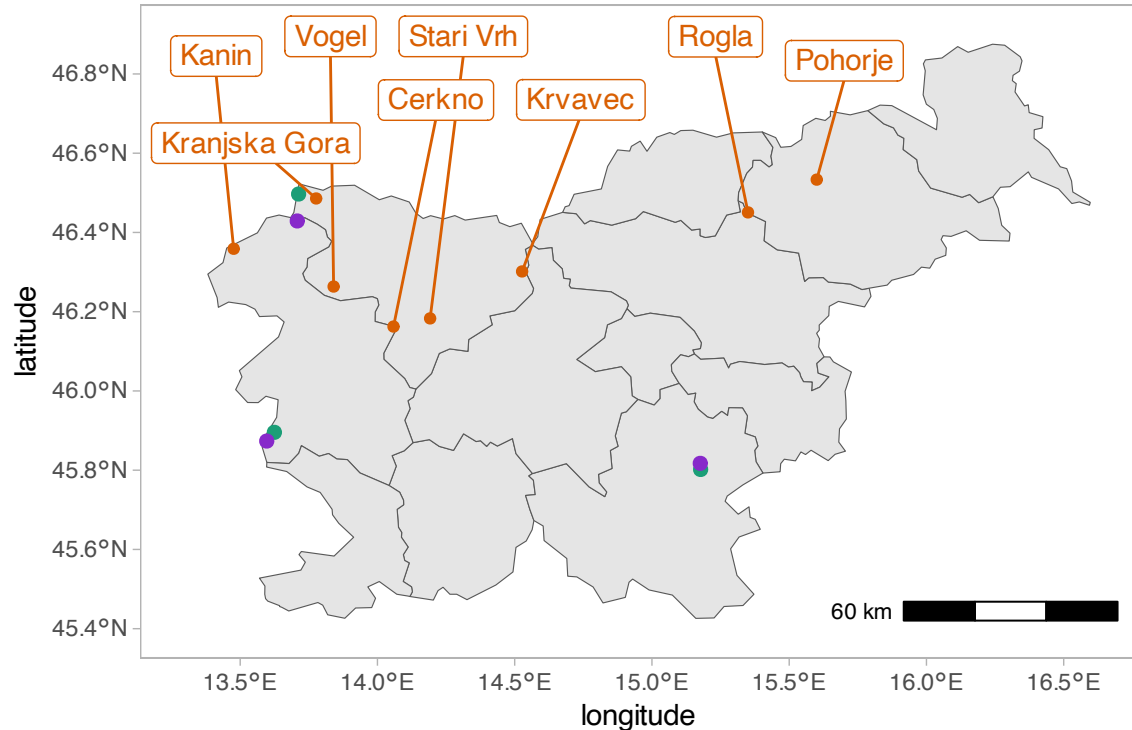 Vogel
Stari Vrh
Rogla
Kanin
Pohorje
Cerkno
Krvavec
Kranjska Gora
46.8°N
46.6°N
46.4°N
46.2°N
46.0°N
45.8°N
45.6°N
45.4°N
latitude
60 km
13.5°E 14.0°E 14.5°E 15.0°E 15.5°E 16.0°E 16.5°E
longitude